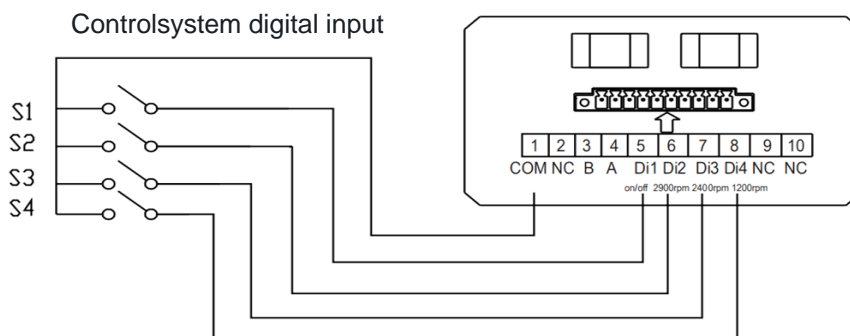 Controlsystem digital input
S1
S2
S3
S4
1 2 3 4 5 6 7 8 9 10
COM NC B A Di1 Di2 Di3 Di4 NC NC
on/off 2900rpm 2400rpm 1200rpm